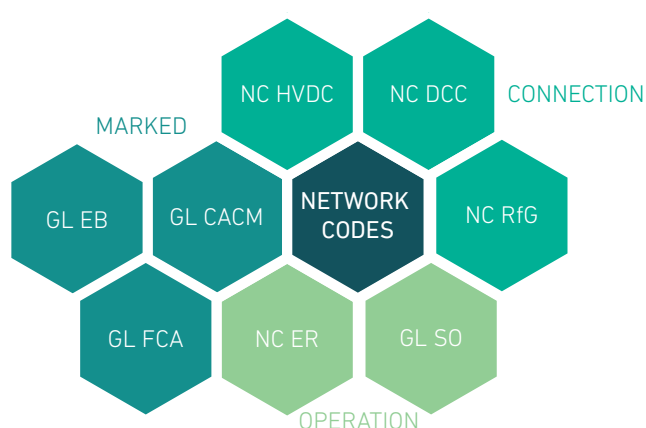 NC HVDC
NC DCC
CONNECTION
MARKED
GL EB
GL CACM
NETWORK
CODES
NC RfG
GL FCA
NC ER
GL SO
OPERATION